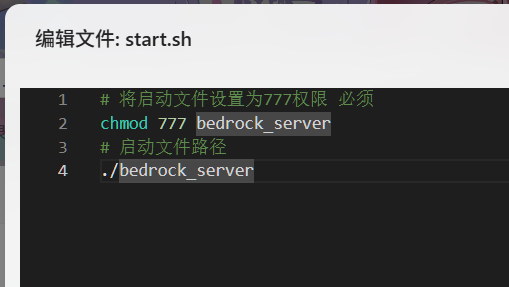 编辑文件: start.sh
1 # 将启动文件设置为777权限 必须
2 chmod 777 bedrock_server
3 # 启动文件路径
4 ./bedrock_server